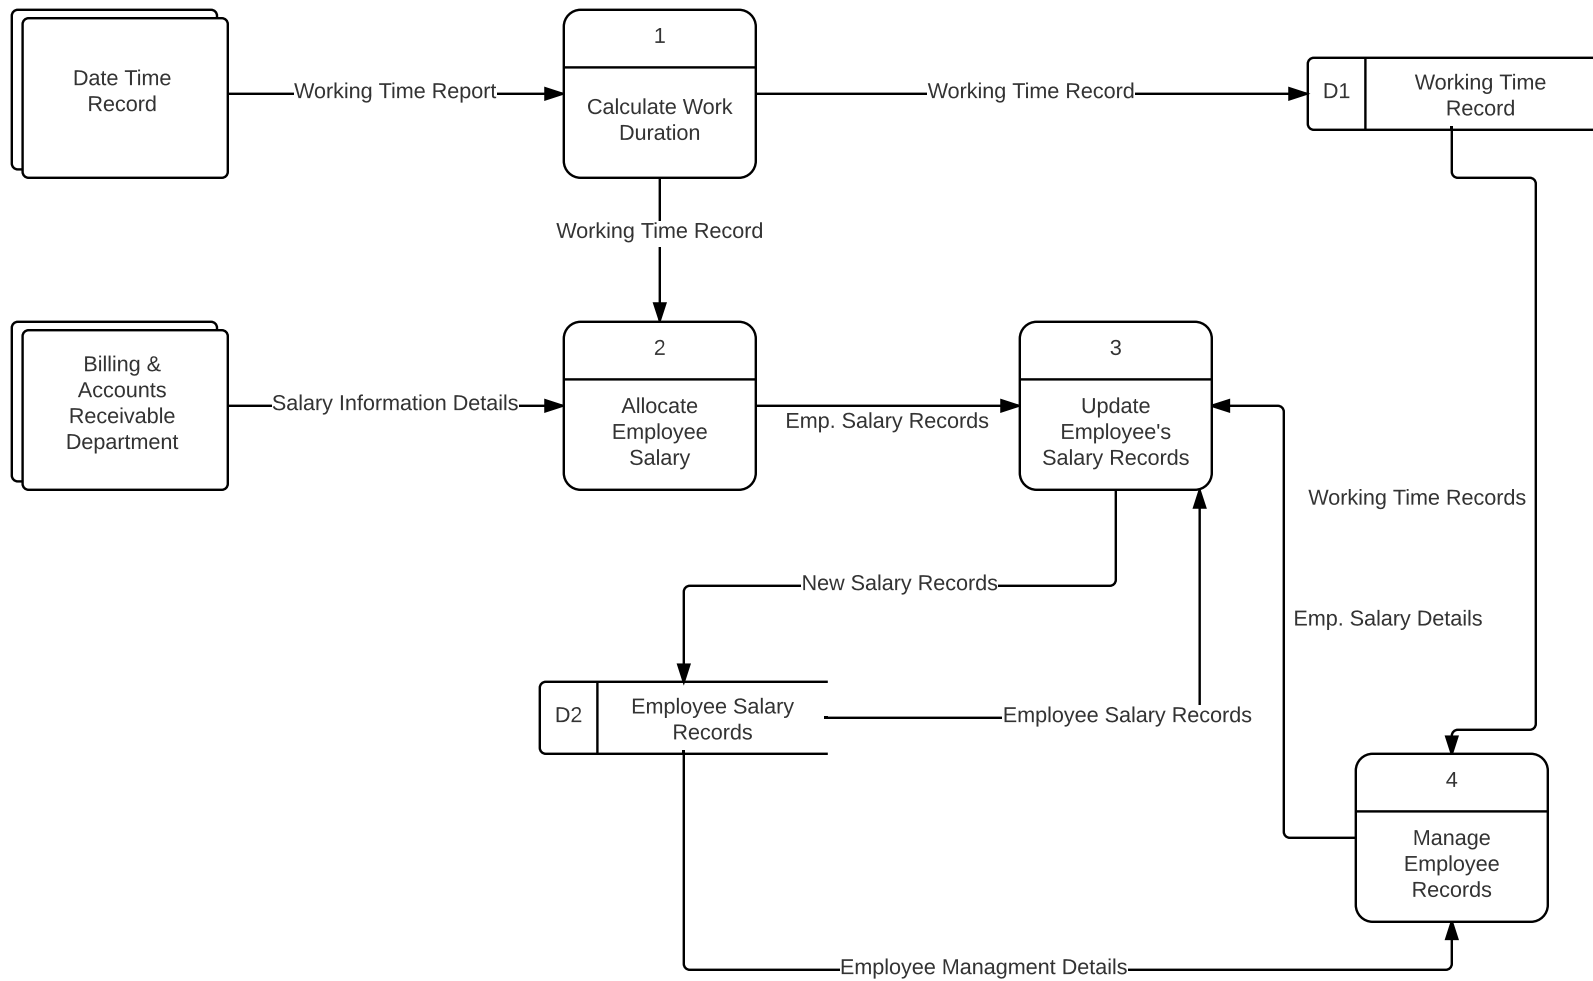 Date Time
Record
Working Time Report
1
Calculate Work
Duration
Working Time Record
D1
Working Time
Record
Working Time Record
Billing &
Accounts
Receivable
Department
Salary Information Details
2
Allocate
Employee
Salary
Emp. Salary Records
3
Update
Employee's
Salary Records
Working Time Records
New Salary Records
Emp. Salary Details
D2
Employee Salary
Records
Employee Salary Records
4
Manage
Employee
Records
Employee Managment Details